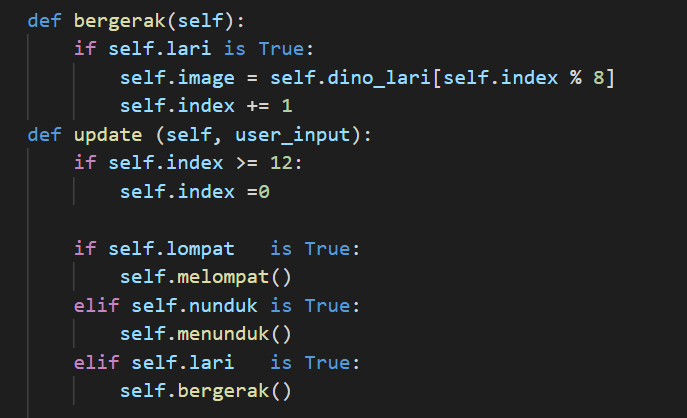 def bergerak(self):
    if self.lari is True:
        self.image = self.dino_lari[self.index % 8]
        self.index += 1
def update (self, user_input):
    if self.index >= 12:
        self.index =0

    if self.lompat   is True:
        self.melompat()
    elif self.nunduk is True:
        self.menunduk()
    elif self.lari   is True:
        self.bergerak()